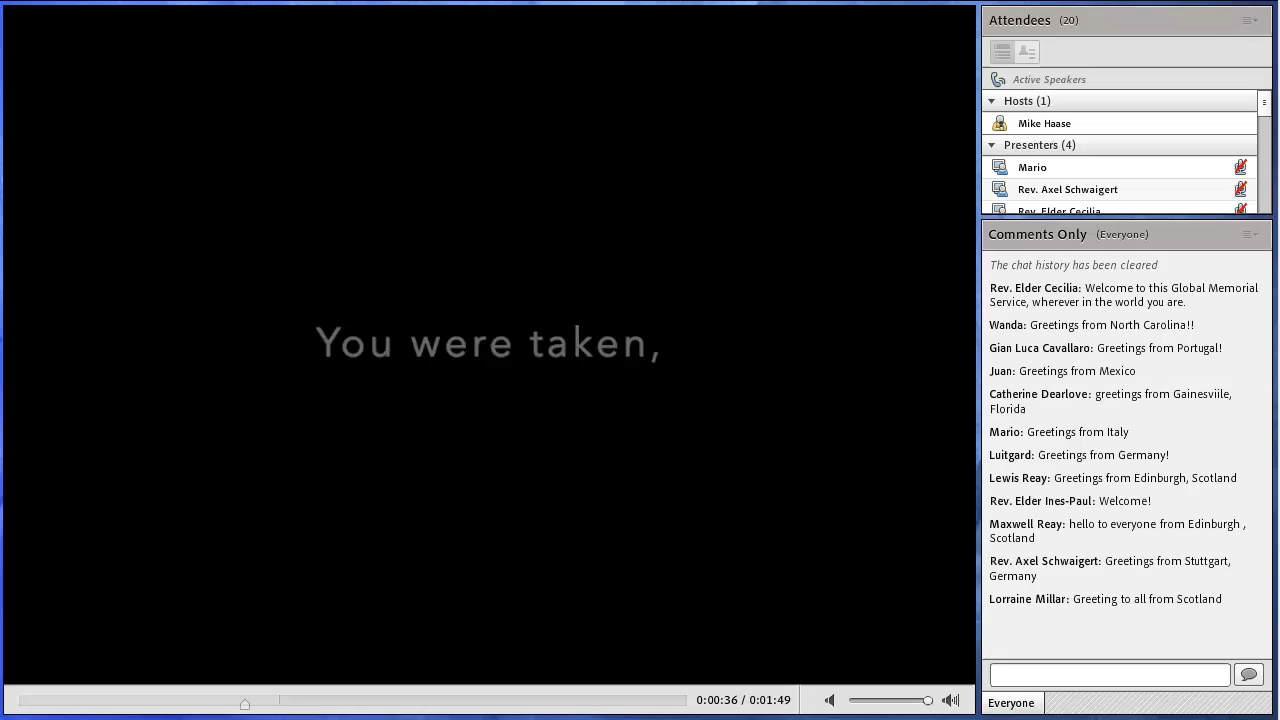 You were taken,
0:00:36 / 0:01:49
Attendees (20)
Active Speakers
Hosts (1)
Mike Haase
Presenters (4)
Mario
Rev. Axel Schwaigert
Rev. Elder Cecilia
Comments Only (Everyone)
The chat history has been cleared
Rev. Elder Cecilia: Welcome to this Global Memorial
Service, wherever in the world you are.
Wanda: Greetings from North Carolina!!
Gian Luca Cavallaro: Greetings from Portugal!
Juan: Greetings from Mexico
Catherine Dearlove: greetings from Gainesviile,
Florida
Mario: Greetings from Italy
Luitgard: Greetings from Germany!
Lewis Reay: Greetings from Edinburgh, Scotland
Rev. Elder Ines-Paul: Welcome!
Maxwell Reay: hello to everyone from Edinburgh ,
Scotland
Rev. Axel Schwaigert: Greetings from Stuttgart,
Germany
Lorraine Millar: Greeting to all from Scotland
Everyone